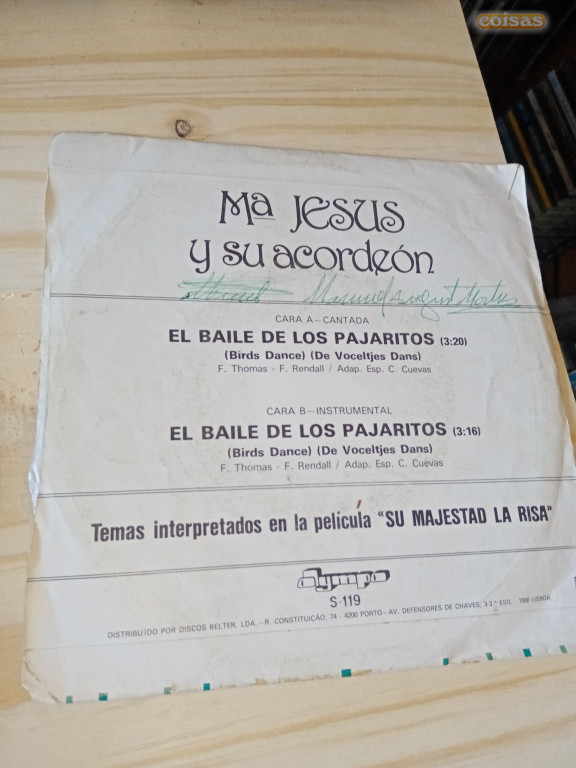 coisas
Mª JESUS
y su acordeón
CARA A – CANTADA
EL BAILE DE LOS PAJARITOS (3:20)
(Birds Dance) (De Voceltjes Dans)
F. Thomas - F. Rendall / Adap. Esp. C. Cuevas
CARA B – INSTRUMENTAL
EL BAILE DE LOS PAJARITOS (3:16)
(Birds Dance) (De Voceltjes Dans)
F. Thomas - F. Rendall / Adap. Esp. C. Cuevas
Temas interpretados en la película "SU MAJESTAD LA RISA"
Olympo
S-119
DISTRIBUIDO POR DISCOS BELTER, LDA. – R. CONSTITUIÇÃO, 74 - 4200 PORTO – AV. DEFENSORES DE CHAVES, 3-3.º ESQ. 1000 LISBOA